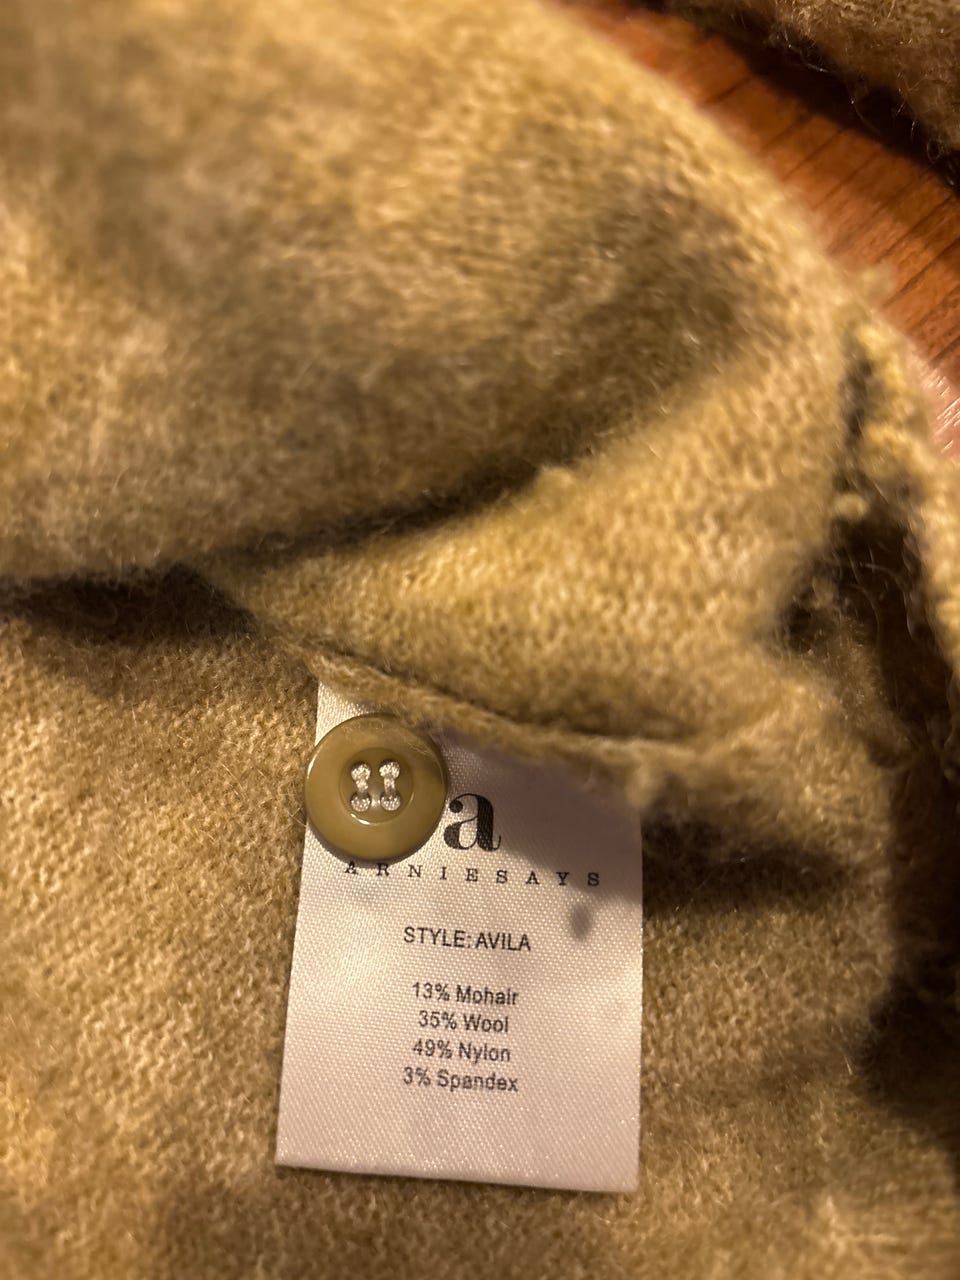 a
ARNIESAYS
STYLE: AVILA
13% Mohair
35% Wool
49% Nylon
3% Spandex